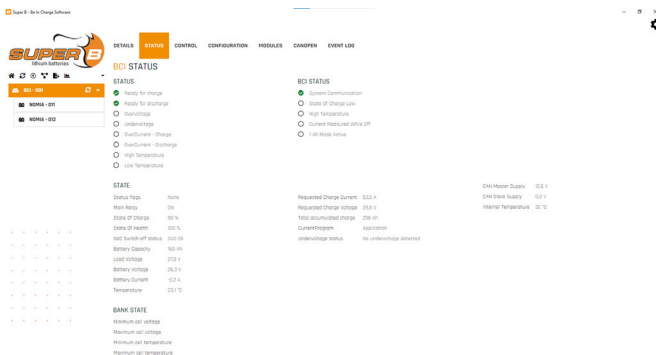 Super B - Be In Charge Software
SUPER B
lithium batteries
DETAILS STATUS CONTROL CONFIGURATION MODULES CANOPEN EVENT LOG
BCI STATUS
STATUS
Ready for charge
Ready for discharge
Overvoltage
Undervoltage
OverCurrent - Charge
OverCurrent - Discharge
High Temperature
Low Temperature
BCI STATUS
System Communication
State Of Charge Low
High Temperature
Current Measured While Off
1 Ah Mode Active
BCI - 001
NOMIA - 011
NOMIA - 012
STATE
Status flags None
Main Relay ON
State Of Charge 90 %
State Of Health 100 %
SoC Switch-off status
Battery Capacity
Load Voltage 27,0 V
Battery Voltage 26,3 V
Battery Current
Temperature 23,1 °C
Requested Charge Current
Requested Charge Voltage
Total accumulated charge
CurrentProgram Application
Undervoltage status No undervoltage detected
CAN Master Supply
CAN Slave Supply 0,0 V
Internal Temperature 32 °C
BANK STATE
Minimum cell voltage
Maximum cell voltage
Minimum cell temperature
Maximum cell temperature